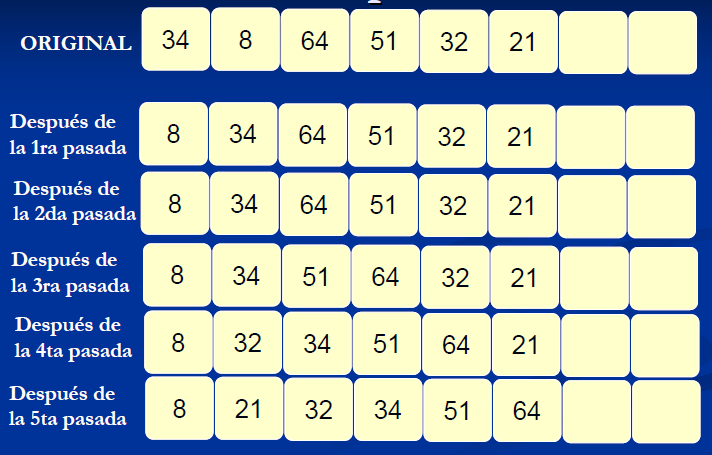 ORIGINAL 34 8 64 51 32 21
Después de
la 1ra pasada 8 34 64 51 32 21
Después de
la 2da pasada 8 34 64 51 32 21
Después de
la 3ra pasada 8 34 51 64 32 21
Después de
la 4ta pasada 8 32 34 51 64 21
Después de
la 5ta pasada 8 21 32 34 51 64